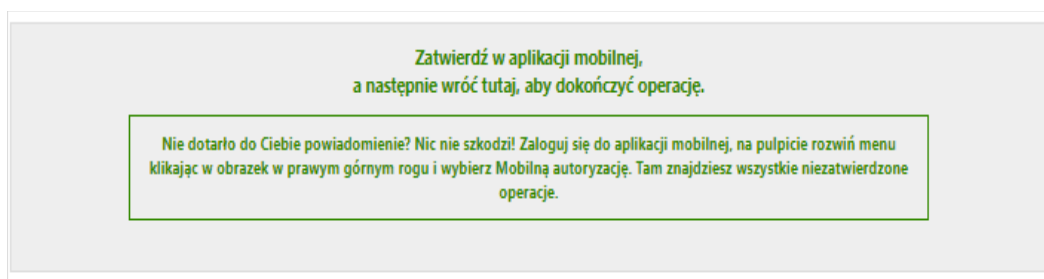 Zatwierdź w aplikacji mobilnej,
a następnie wróć tutaj, aby dokończyć operację.
Nie dotarło do Ciebie powiadomienie? Nic nie szkodzi! Zaloguj się do aplikacji mobilnej, na pulpicie rozwiń menu
klikając w obrazek w prawym górnym rogu i wybierz Mobilną autoryzację. Tam znajdziesz wszystkie niezatwierdzone
operacje.